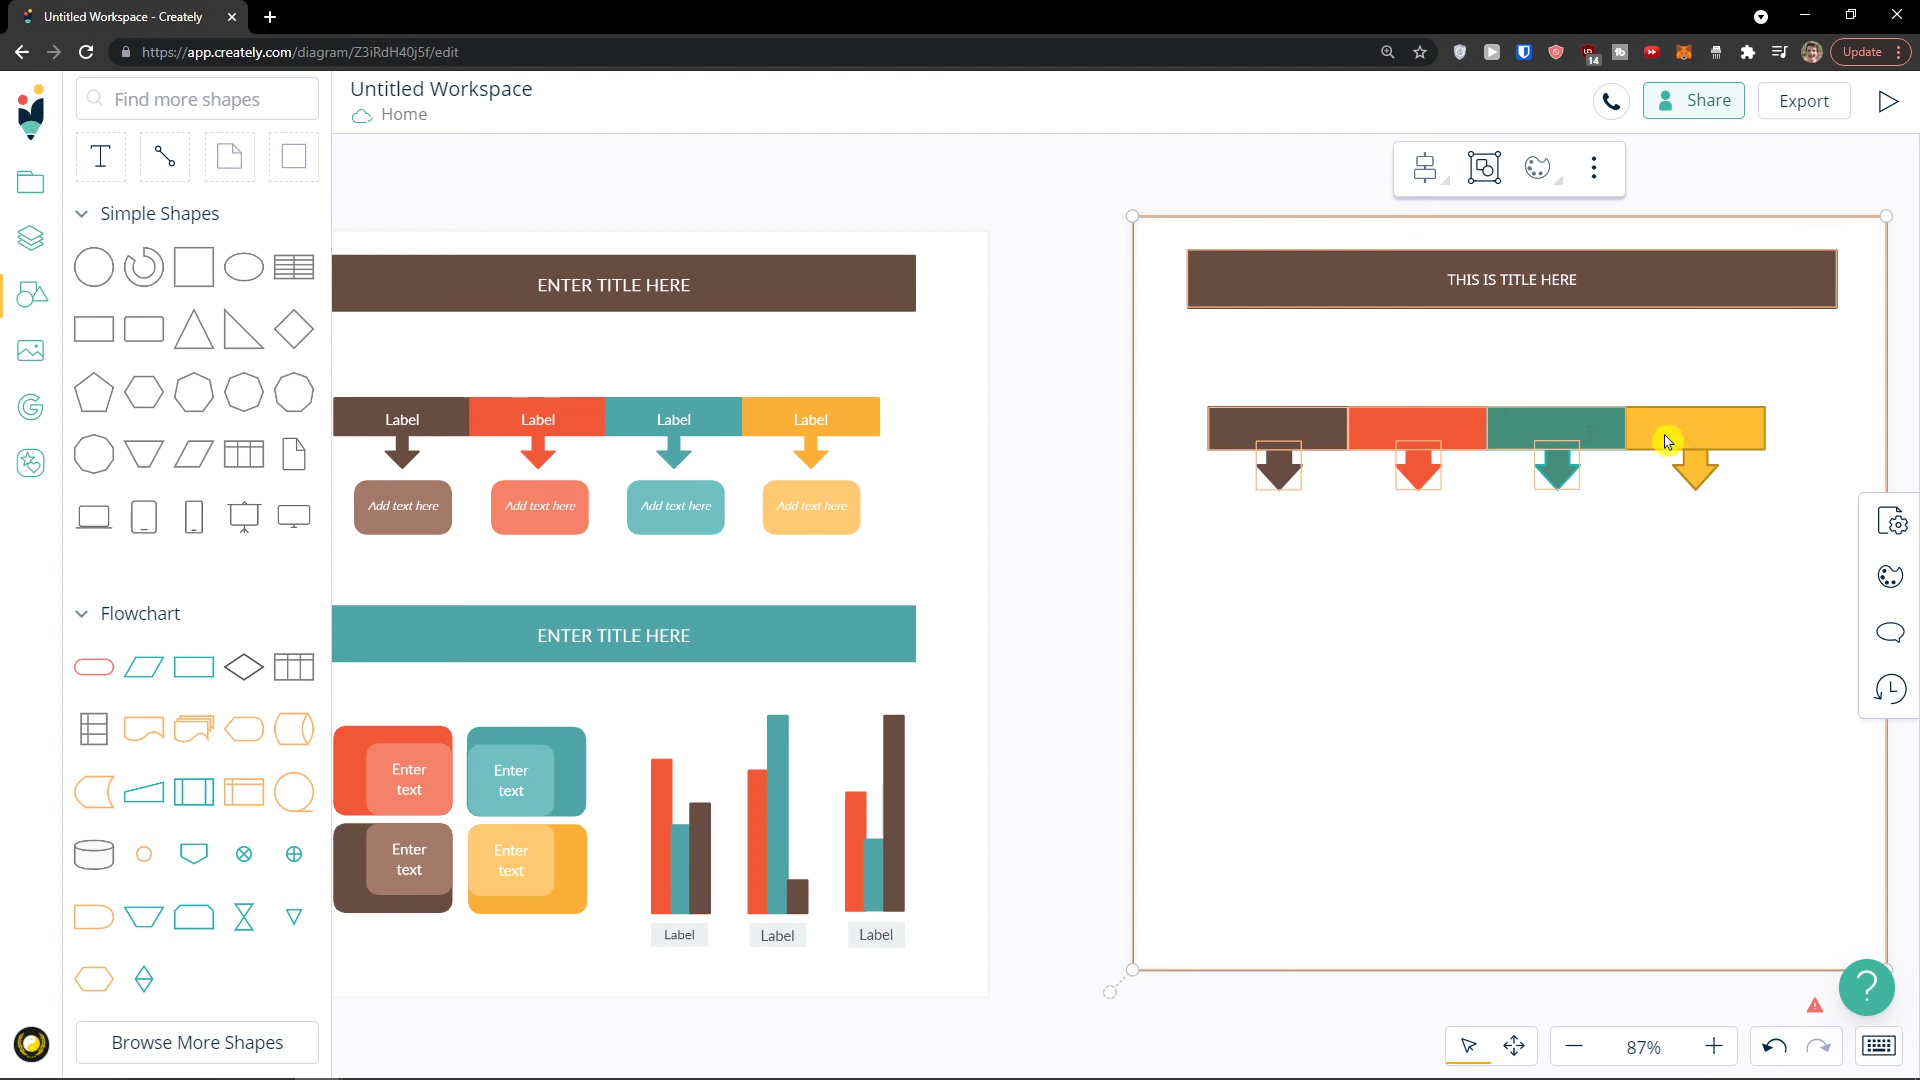 Untitled Workspace - Creately
https://app.creately.com/diagram/Z3iRdH40j5f/edit
14
Update
Find more shapes
Untitled Workspace
Home
Share
Export
T
Simple Shapes
ENTER TITLE HERE
THIS IS TITLE HERE
Label
Label
Label
Label
Add text here
Add text here
Add text here
Add text here
Flowchart
ENTER TITLE HERE
Enter
text
Enter
text
Enter
text
Enter
text
Label
Label
Label
Browse More Shapes
87%
?